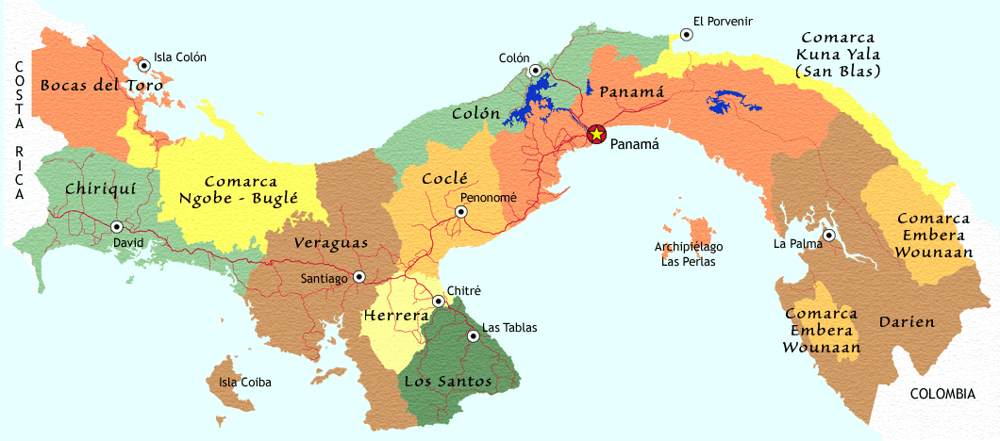 El Porvenir
Comarca
Kuna Yala
(San Blas)
Isla Colón
Colón
COSTA RICA
Bocas del Toro
Panamá
Colón
Panamá
Chiriquí
Comarca
Ngobe - Buglé
Coclé
Penonomé
David
Veraguas
Archipiélago
Las Perlas
La Palma
Comarca
Embera
Wounaan
Santiago
Chitré
Herrera
Las Tablas
Comarca
Embera
Wounaan
Darien
Isla Coiba
Los Santos
COLOMBIA